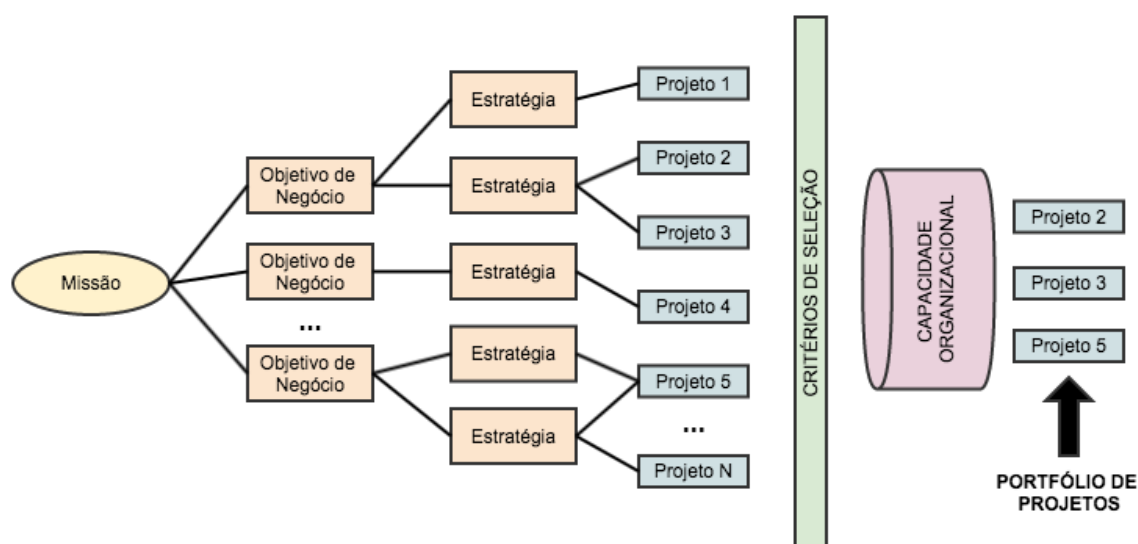 Missão
Objetivo de
Negócio
Objetivo de
Negócio
...
Objetivo de
Negócio
Estratégia
Estratégia
Estratégia
Estratégia
Estratégia
Projeto 1
Projeto 2
Projeto 3
Projeto 4
Projeto 5
...
Projeto N
CRITÉRIOS DE SELEÇÃO
CAPACIDADE
ORGANIZACIONAL
Projeto 2
Projeto 3
Projeto 5
PORTFÓLIO DE
PROJETOS